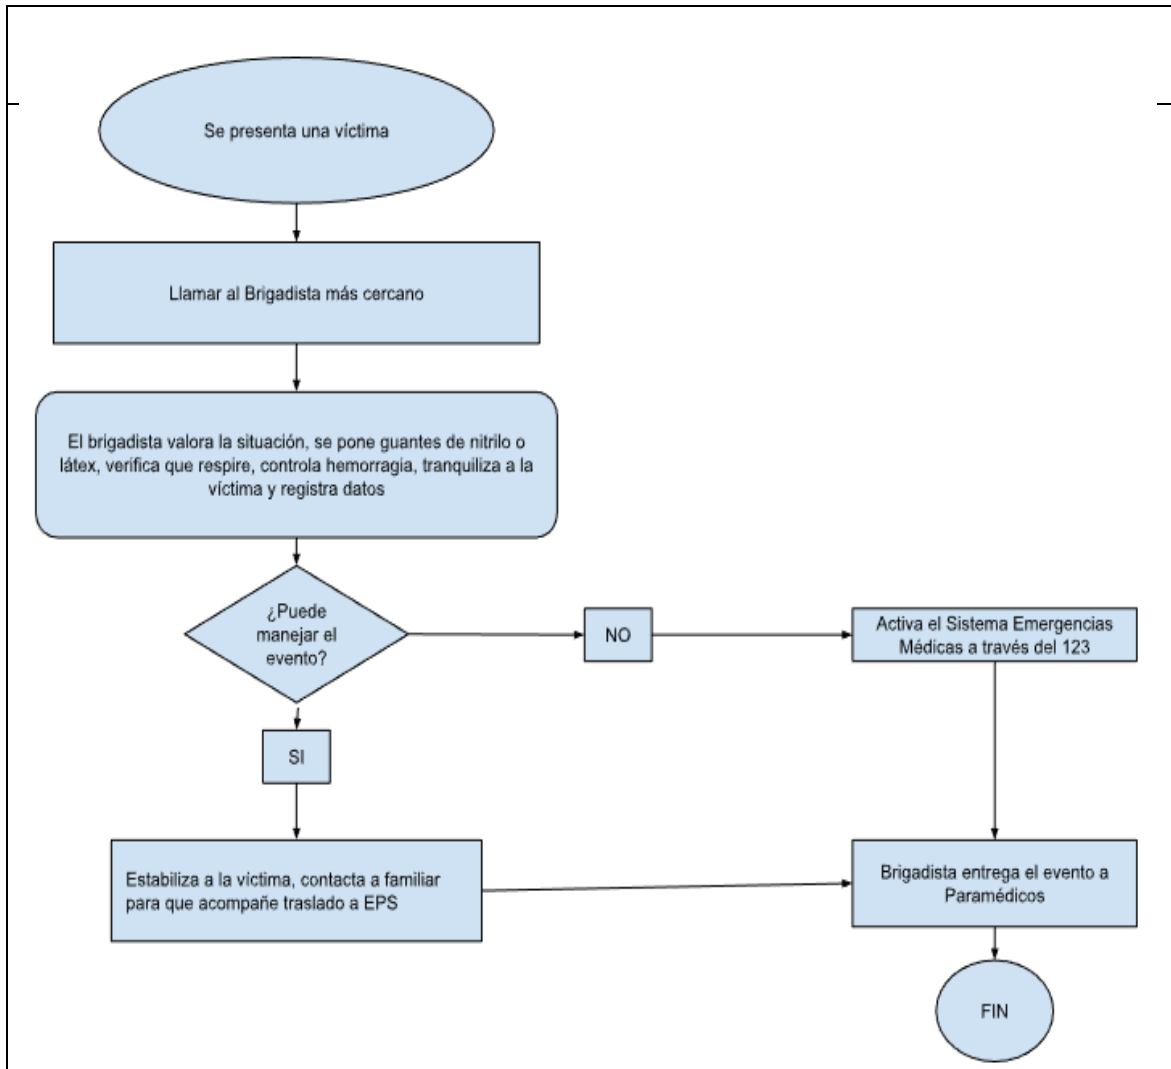 Se presenta una víctima
Llamar al Brigadista más cercano
El brigadista valora la situación, se pone guantes de nitrilo o
látex, verifica que respire, controla hemorragia, tranquiliza a la
víctima y registra datos
¿Puede
manejar el
evento?
NO
Activa el Sistema Emergencias
Médicas a través del 123
SI
Estabiliza a la víctima, contacta a familiar
para que acompañe traslado a EPS
Brigadista entrega el evento a
Paramédicos
FIN